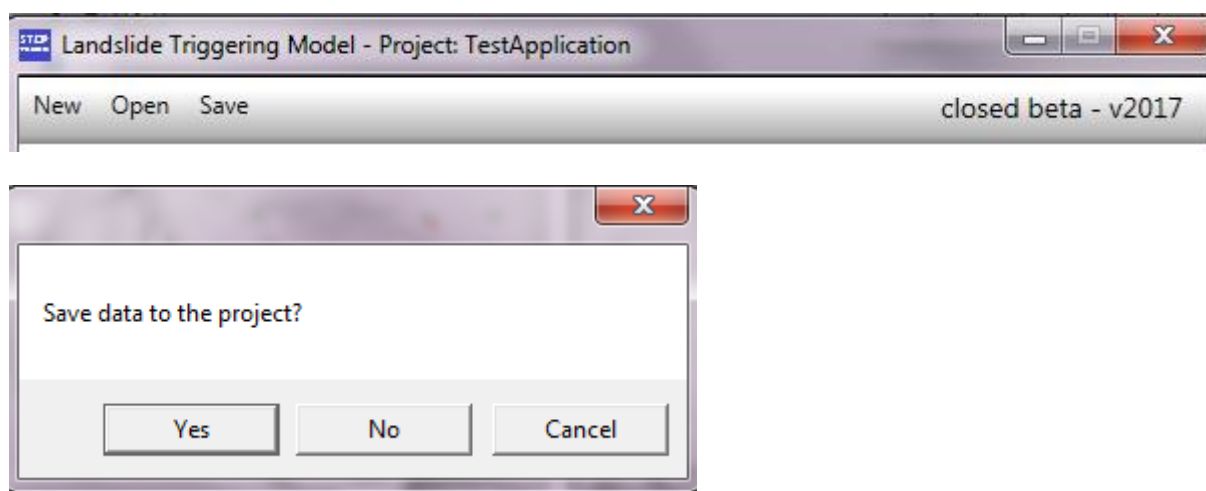 STEP Landslide Triggering Model - Project: TestApplication
New Open Save closed beta - v2017
Save data to the project?
Yes No Cancel